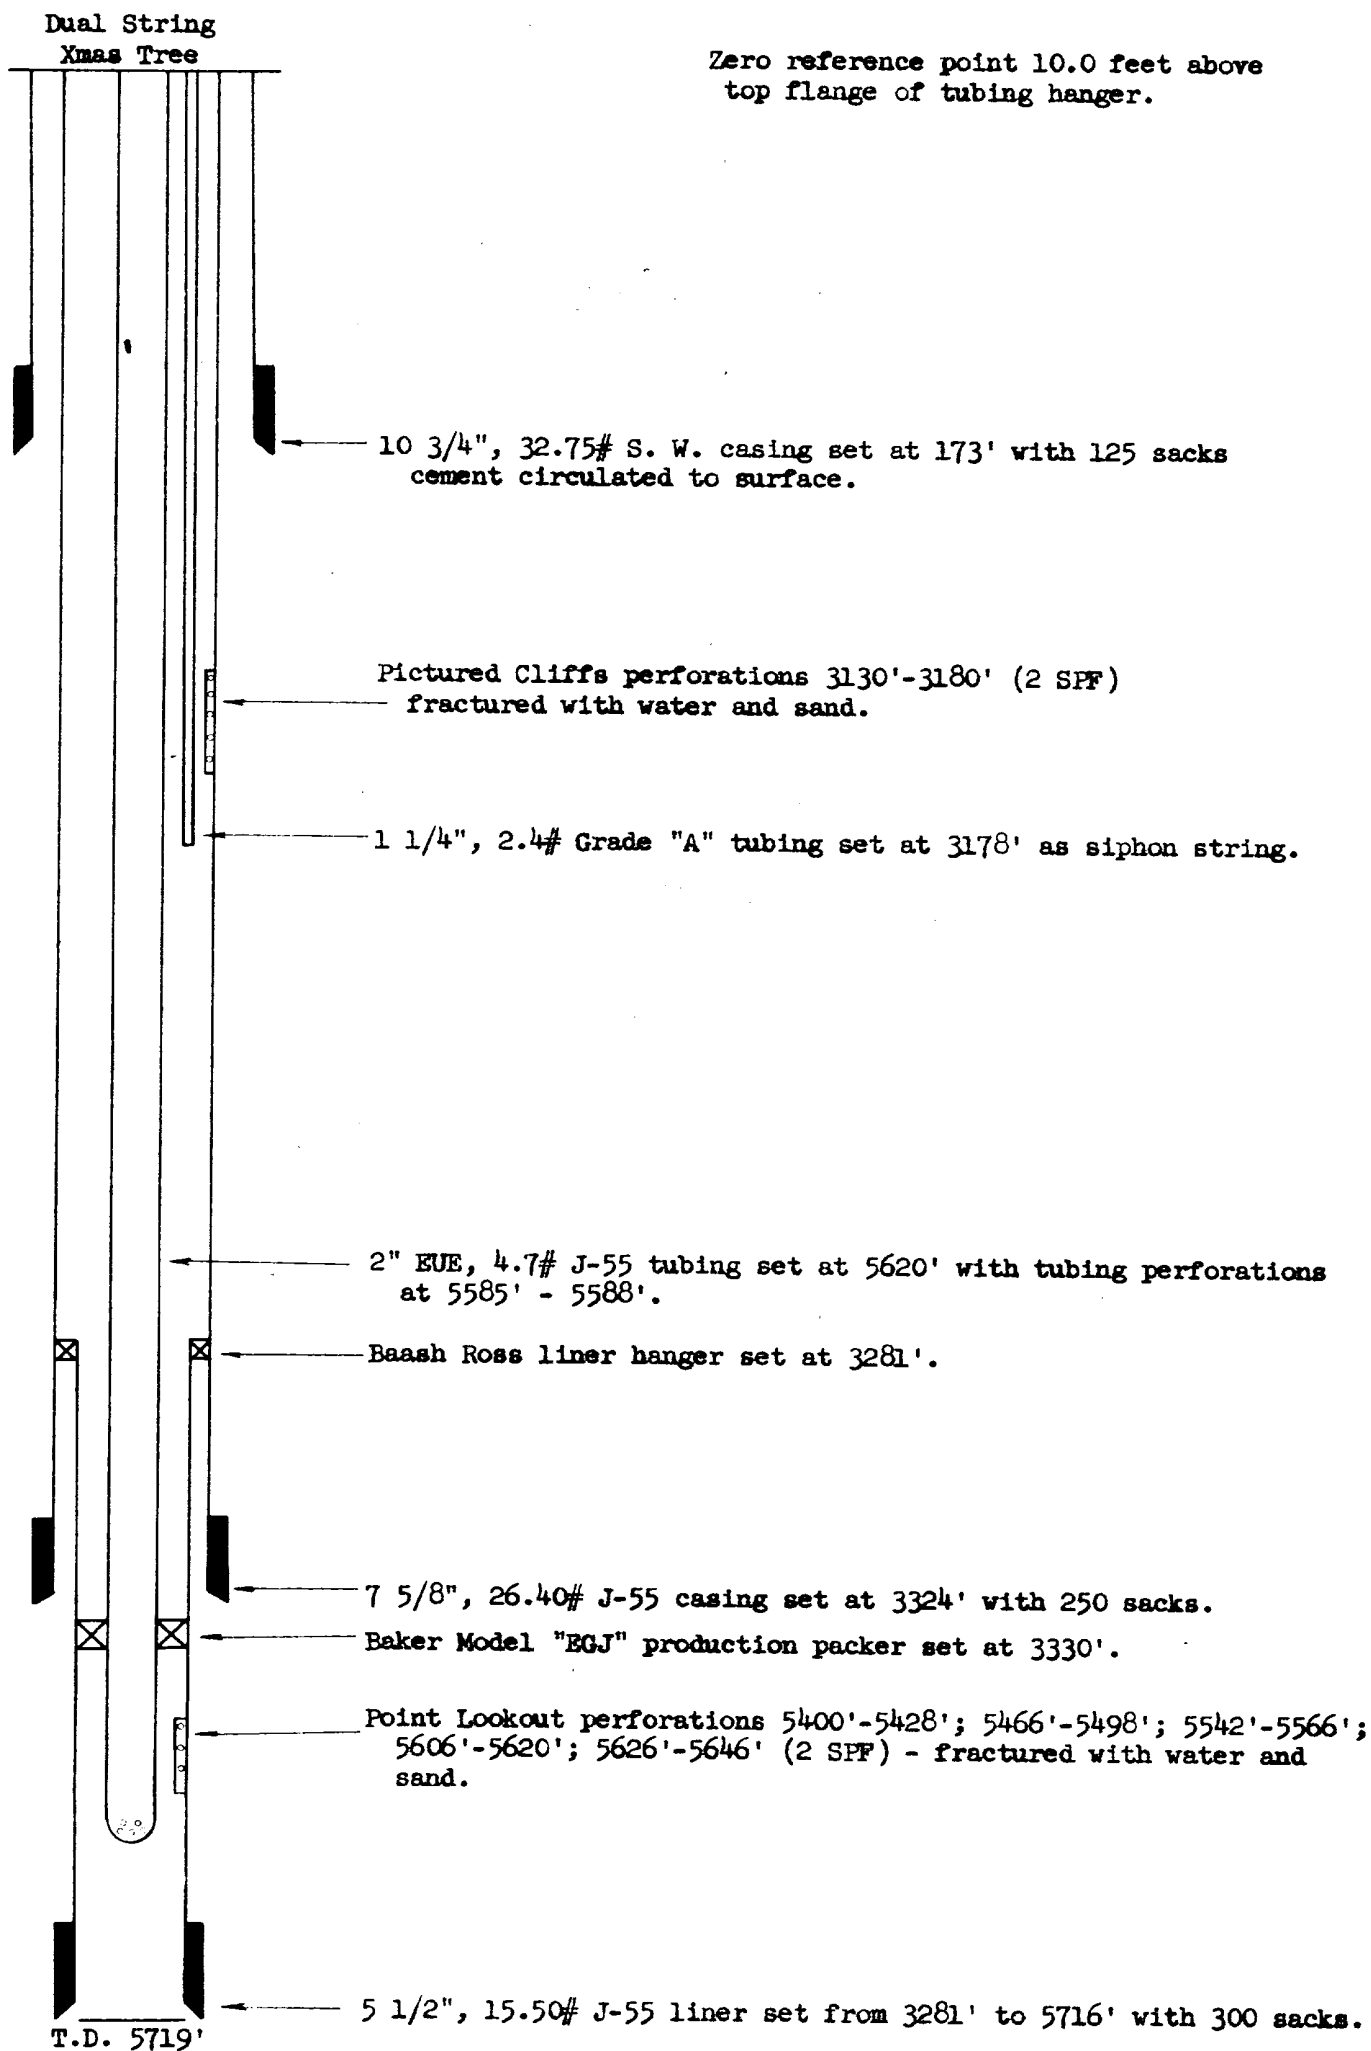 Dual String
Xmas Tree
Zero reference point 10.0 feet above
top flange of tubing hanger.
10 3/4", 32.75# S. W. casing set at 173' with 125 sacks
cement circulated to surface.
Pictured Cliffs perforations 3130'-3180' (2 SPF)
fractured with water and sand.
1 1/4", 2.4# Grade "A" tubing set at 3178' as siphon string.
2" EUE, 4.7# J-55 tubing set at 5620' with tubing perforations
at 5585' - 5588'.
Baash Ross liner hanger set at 3281'.
7 5/8", 26.40# J-55 casing set at 3324' with 250 sacks.
Baker Model "EGJ" production packer set at 3330'.
Point Lookout perforations 5400'-5428'; 5466'-5498'; 5542'-5566';
5606'-5620'; 5626'-5646' (2 SPF) - fractured with water and
sand.
5 1/2", 15.50# J-55 liner set from 3281' to 5716' with 300 sacks.
T.D. 5719'